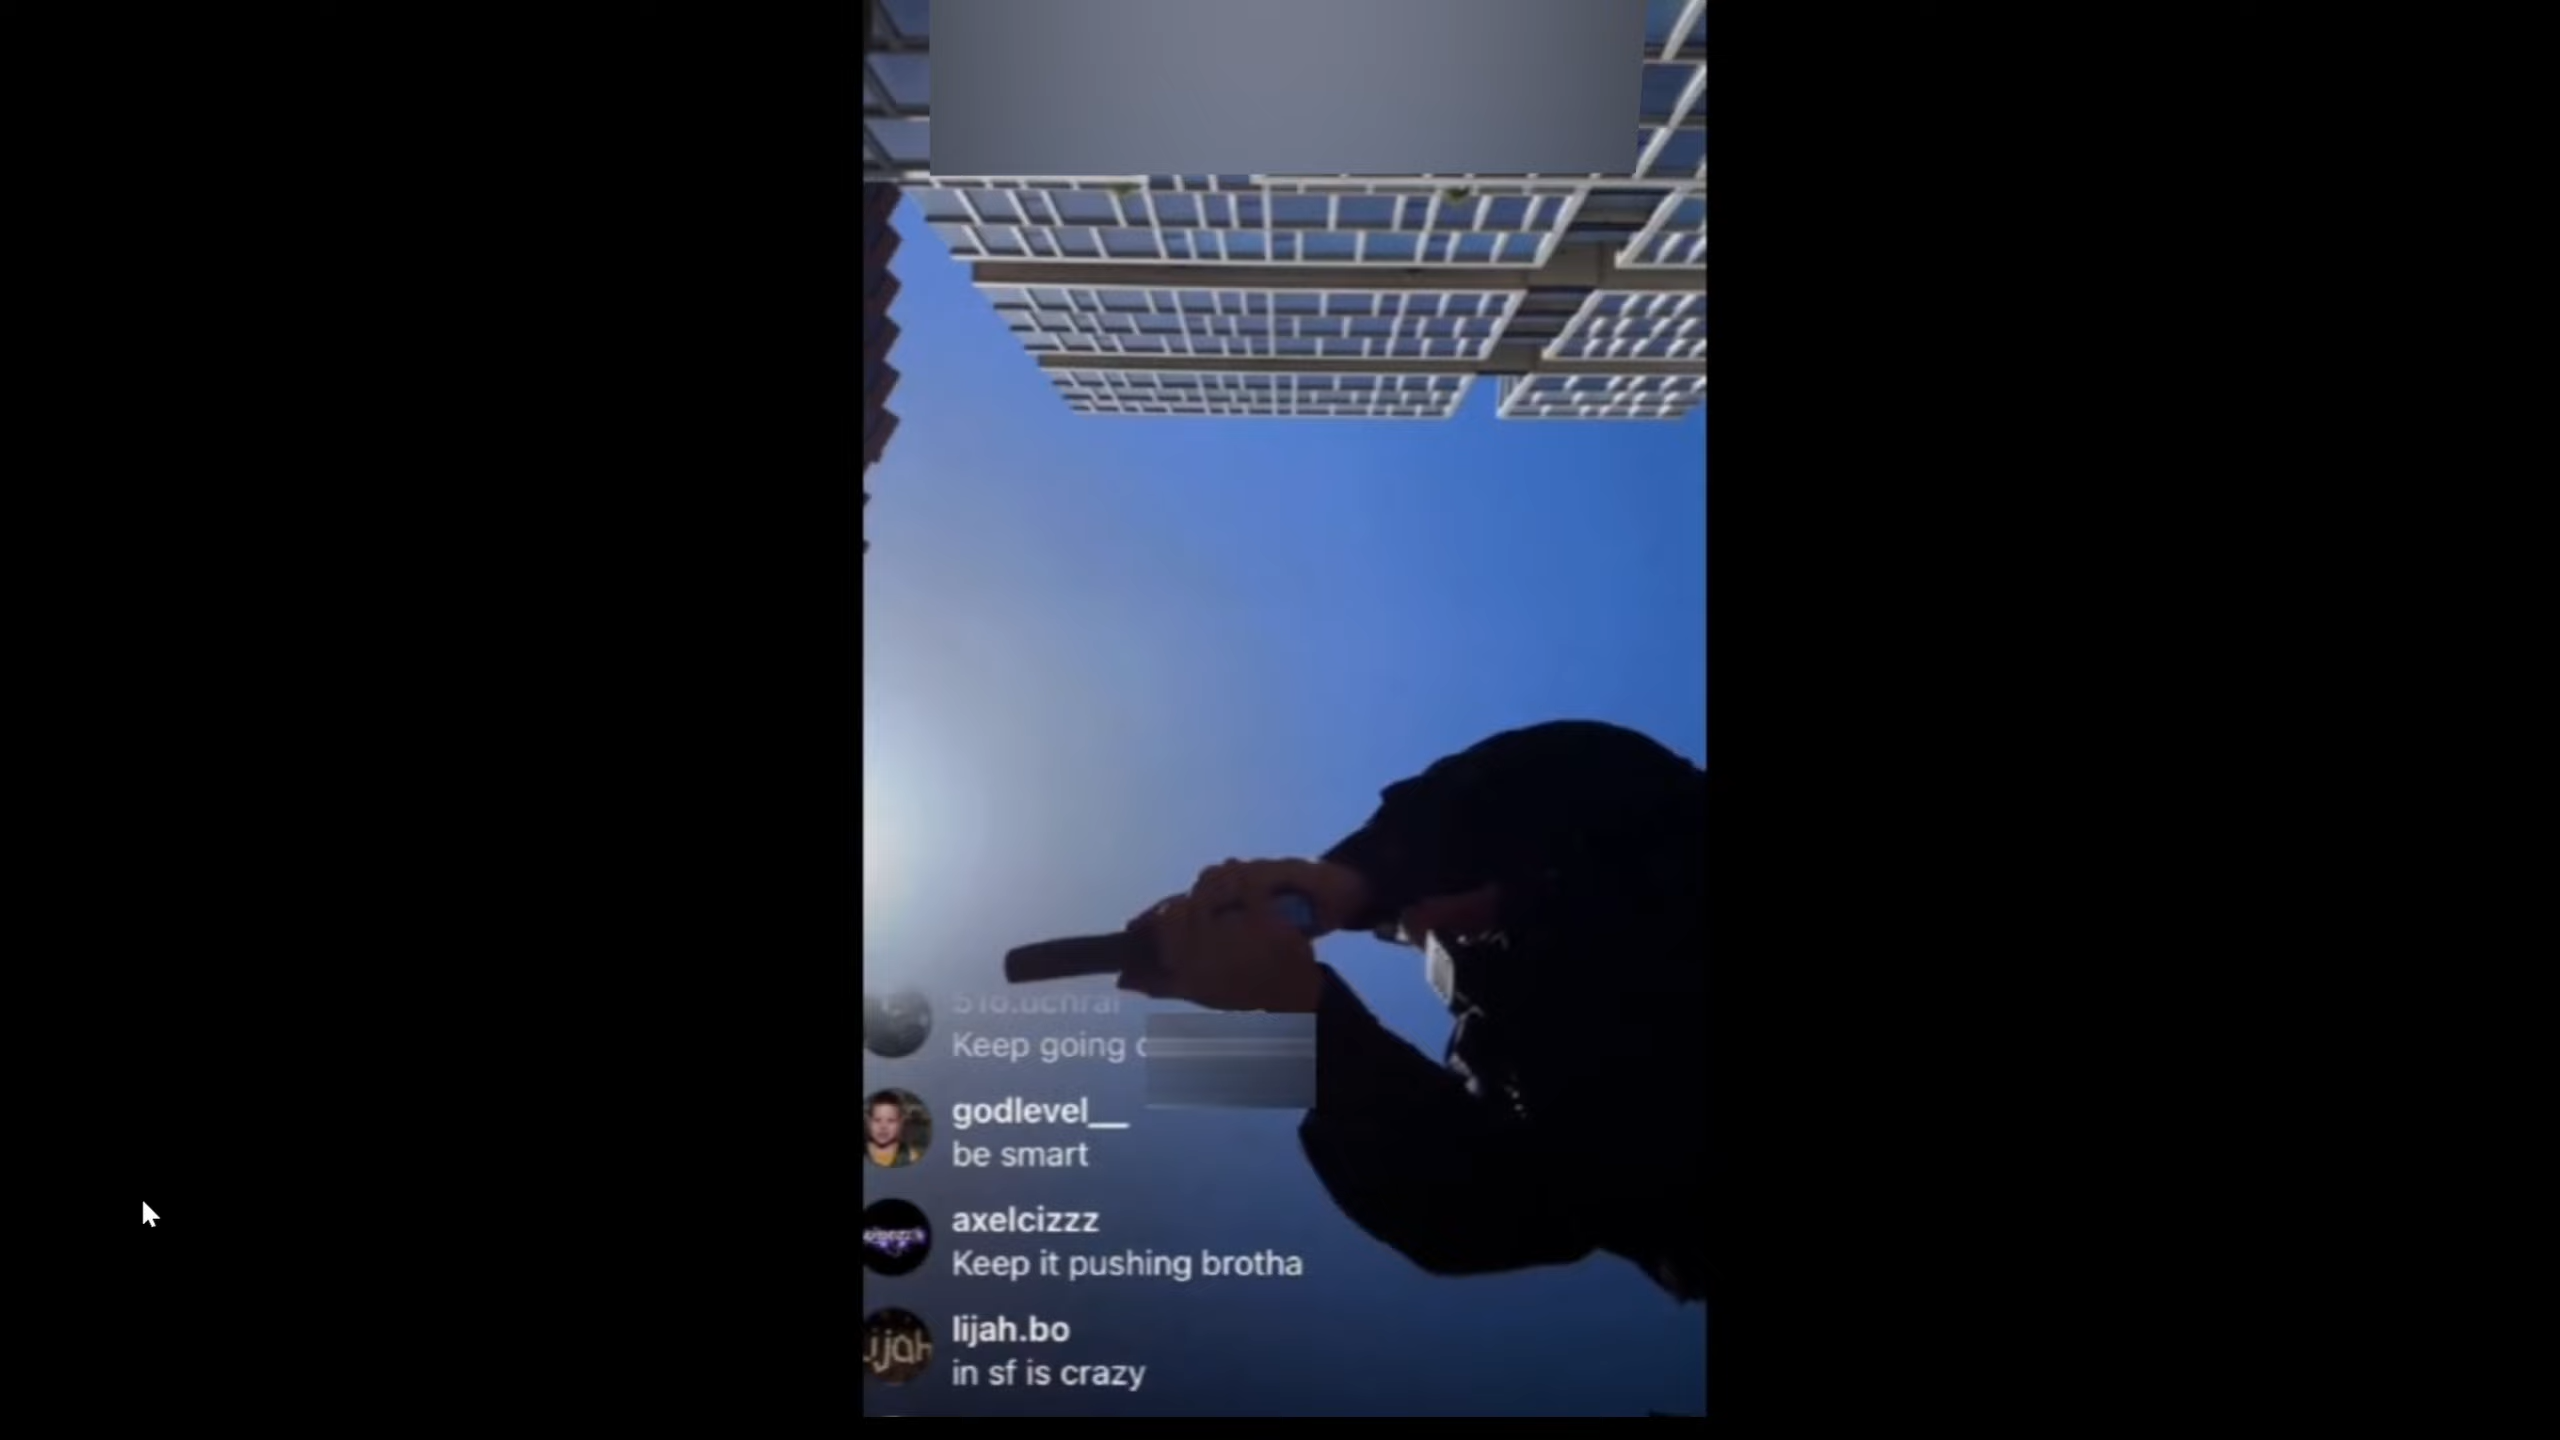 Keep going
godlevel__
be smart
axelcizzz
Keep it pushing brotha
lijah.bo
in sf is crazy